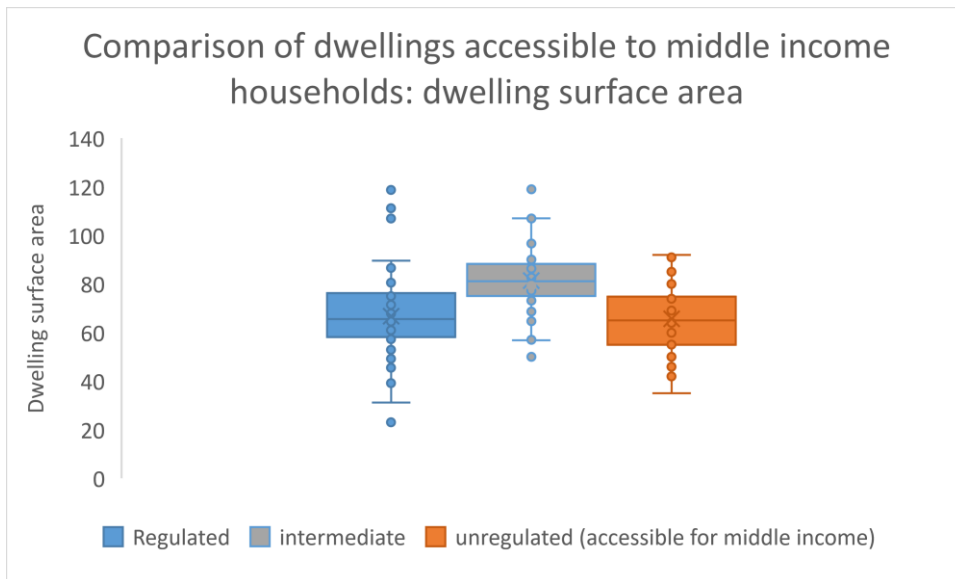 Comparison of dwellings accessible to middle income
households: dwelling surface area
140
120
100
80
60
40
20
0
Dwelling surface area
Regulated intermediate unregulated (accessible for middle income)